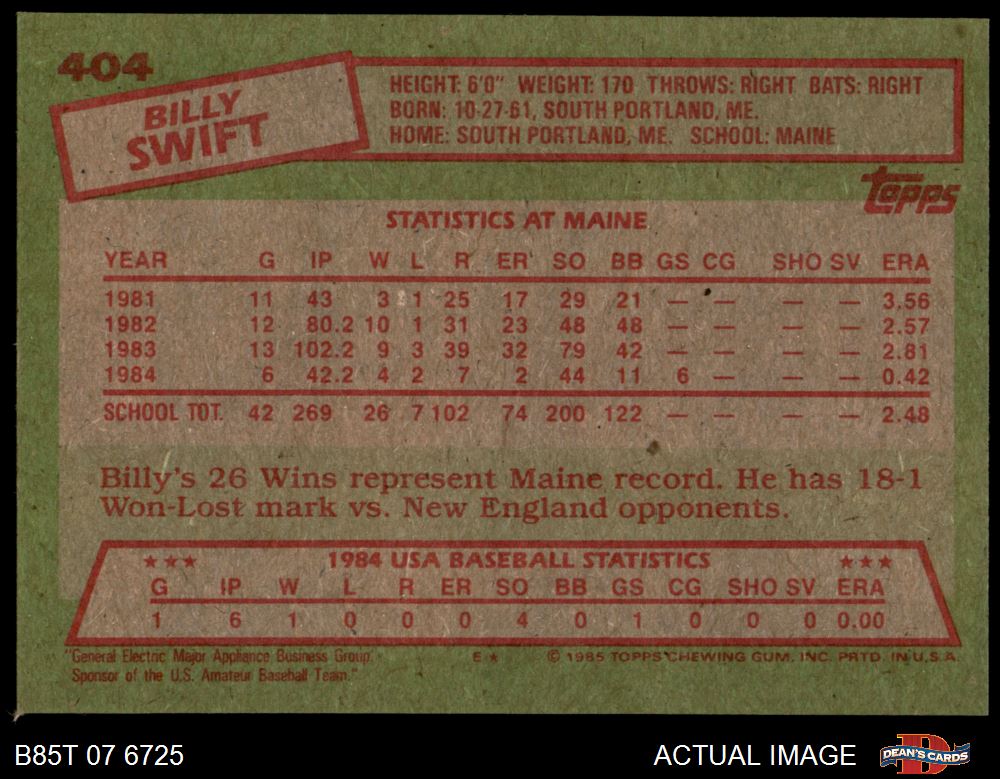 404
BILLY
SWIFT
HEIGHT: 6'0" WEIGHT: 170 THROWS: RIGHT BATS: RIGHT
BORN: 10-27-61, SOUTH PORTLAND, ME.
HOME: SOUTH PORTLAND, ME. SCHOOL: MAINE
topps
STATISTICS AT MAINE
YEAR G IP W L R ER SO BB GS CG SHO SV ERA
1981 11 43 3 1 25 17 29 21 — — — — 3.56
1982 12 80.2 10 1 31 23 48 48 — — — — 2.57
1983 13 102.2 9 3 39 32 79 42 — — — — 2.81
1984 6 42.2 4 2 7 2 44 11 6 — — — 0.42
SCHOOL TOT. 42 269 26 7 102 74 200 122 — — — — 2.48
Billy's 26 Wins represent Maine record. He has 18-1
Won-Lost mark vs. New England opponents.
★★★ 1984 USA BASEBALL STATISTICS ★★★
G IP W L R ER SO BB GS CG SHO SV ERA
1 6 1 0 0 0 4 0 1 0 0 0 0.00
"General Electric Major Appliance Business Group. E★ © 1985 TOPPS CHEWING GUM, INC. PRTD. IN U.S.A.
Sponsor of the U.S. Amateur Baseball Team."
B85T 07 6725 ACTUAL IMAGE DEAN'S CARDS